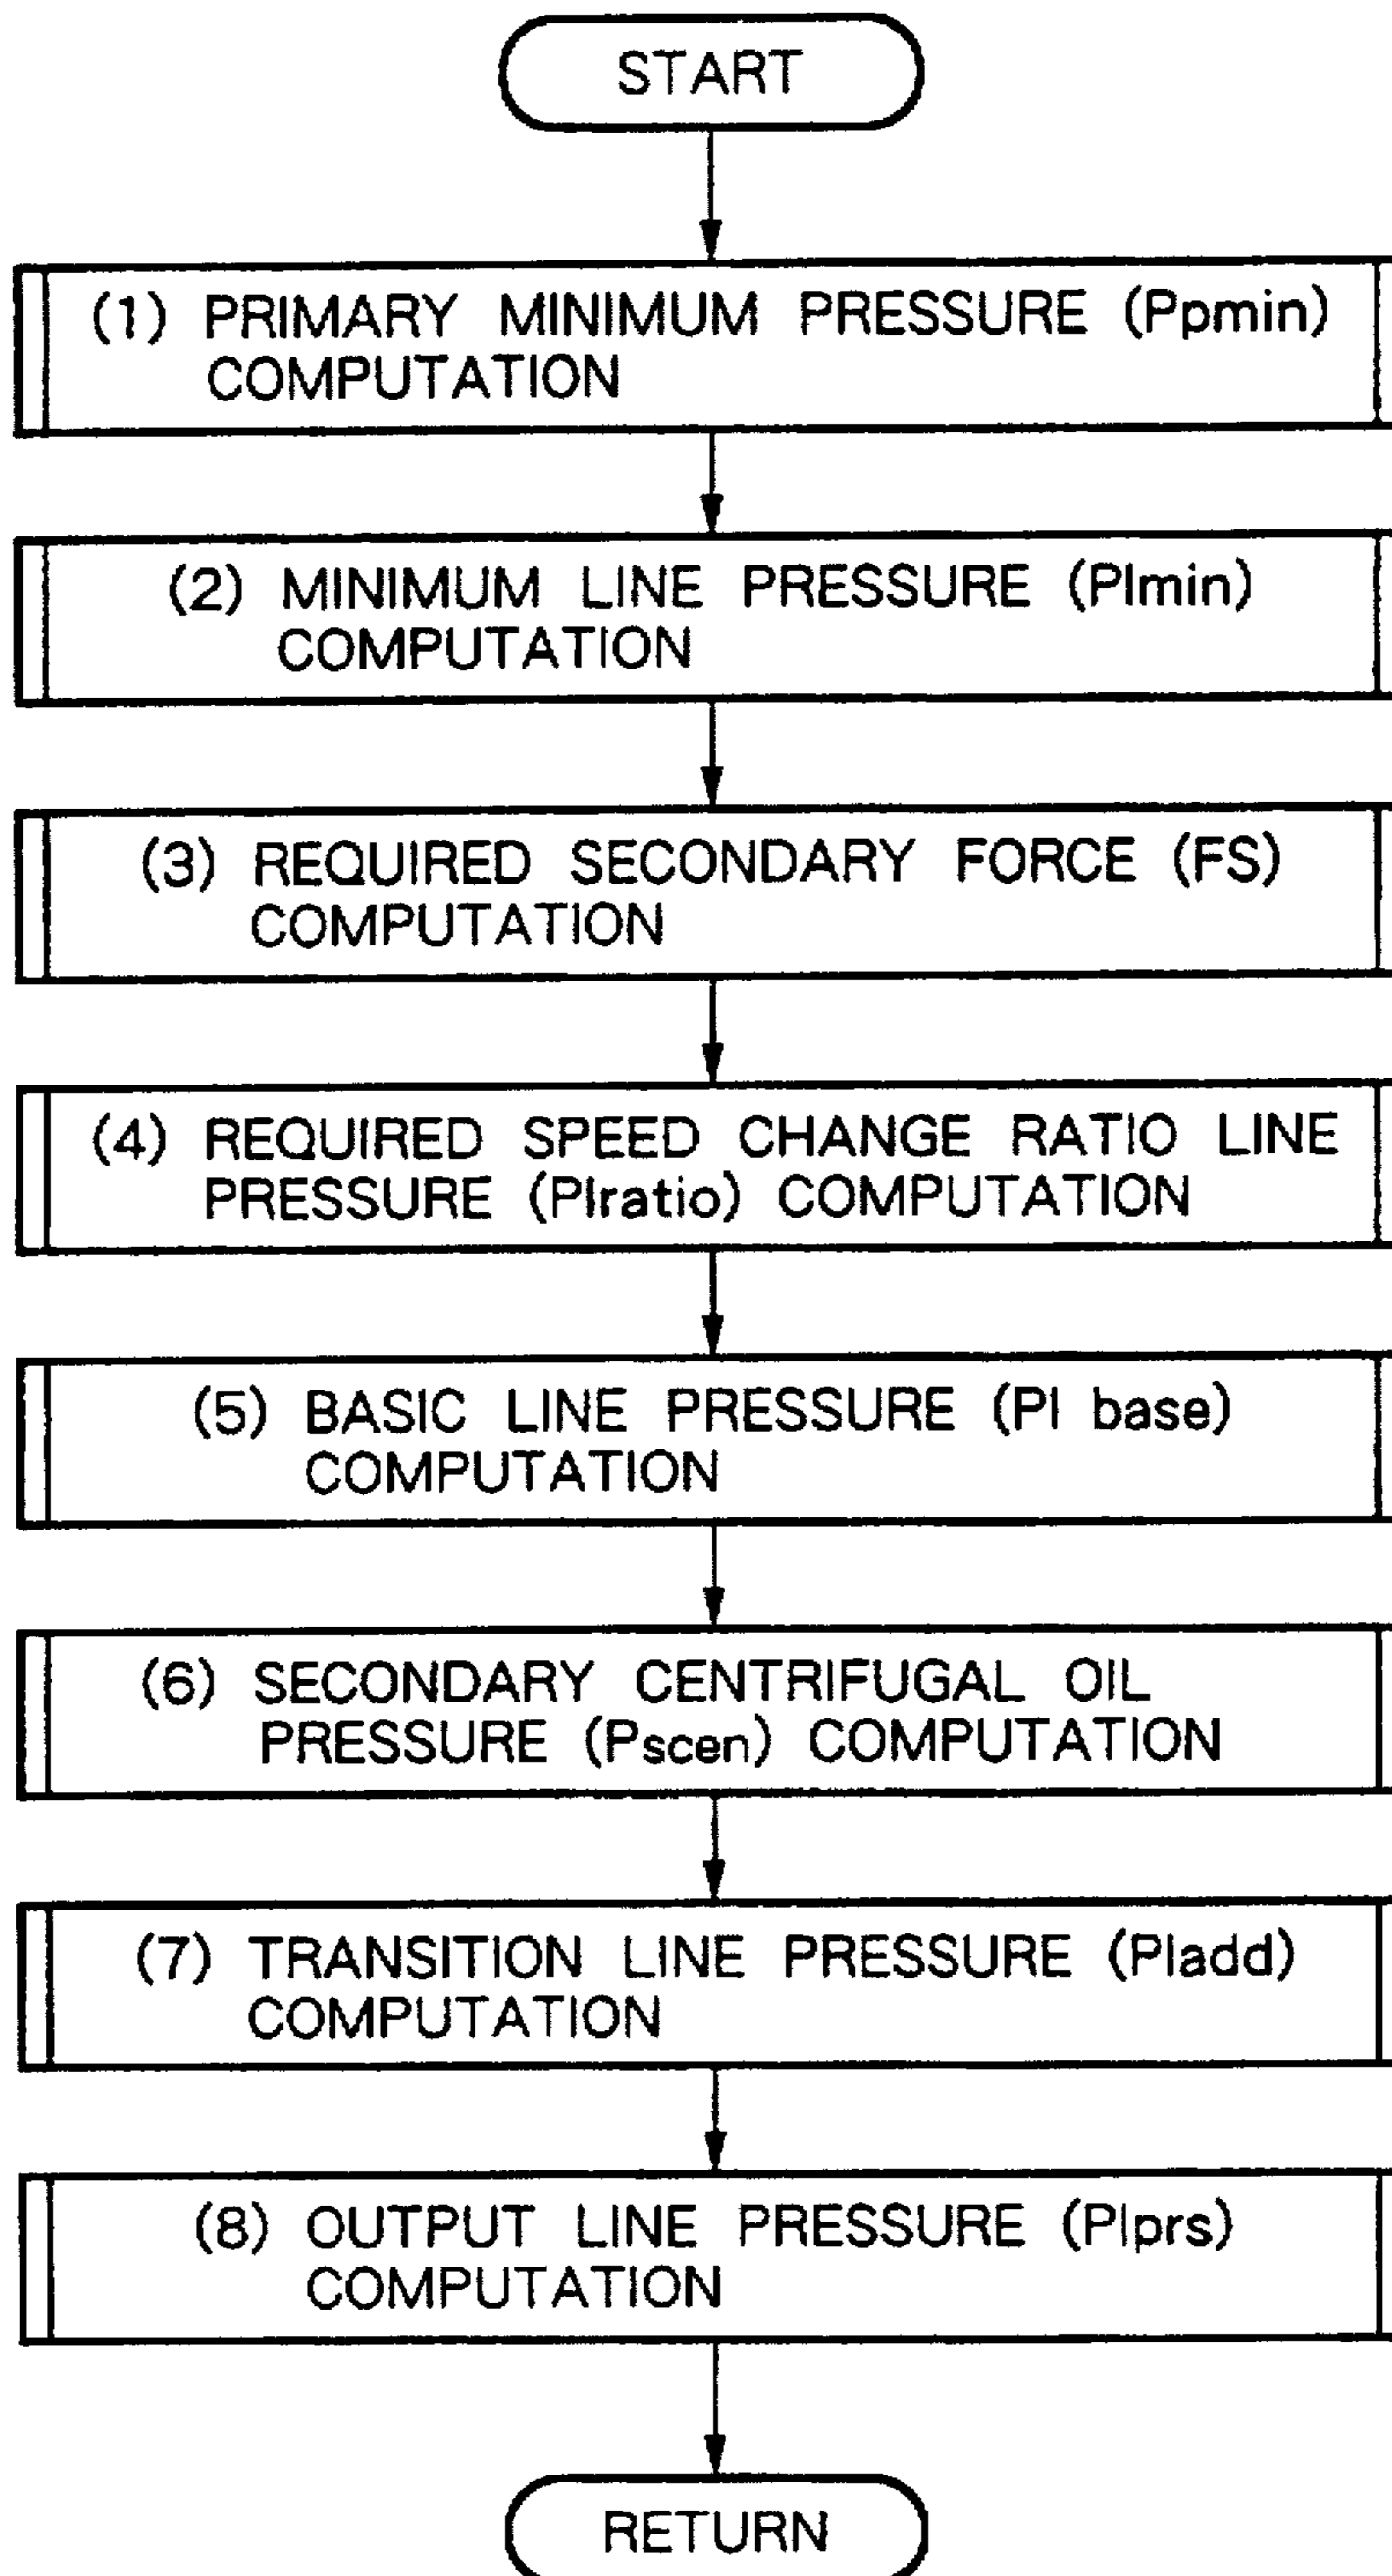 START
(1) PRIMARY MINIMUM PRESSURE (Ppmin)
COMPUTATION
(2) MINIMUM LINE PRESSURE (Plmin)
COMPUTATION
(3) REQUIRED SECONDARY FORCE (FS)
COMPUTATION
(4) REQUIRED SPEED CHANGE RATIO LINE
PRESSURE (Plratio) COMPUTATION
(5) BASIC LINE PRESSURE (Pl base)
COMPUTATION
(6) SECONDARY CENTRIFUGAL OIL
PRESSURE (Pscen) COMPUTATION
(7) TRANSITION LINE PRESSURE (Pladd)
COMPUTATION
(8) OUTPUT LINE PRESSURE (Plprs)
COMPUTATION
RETURN